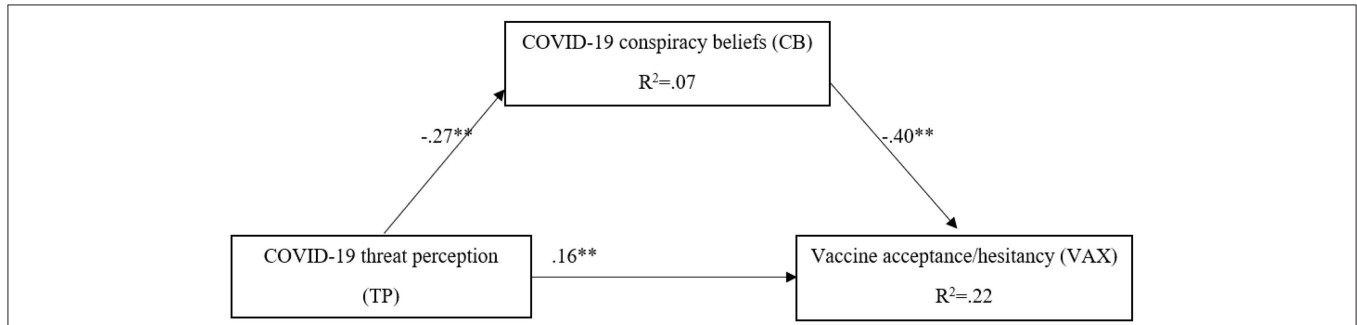 COVID-19 conspiracy beliefs (CB)
R²=.07
-.27**
-.40**
COVID-19 threat perception
(TP)
.16**
Vaccine acceptance/hesitancy (VAX)
R²=.22